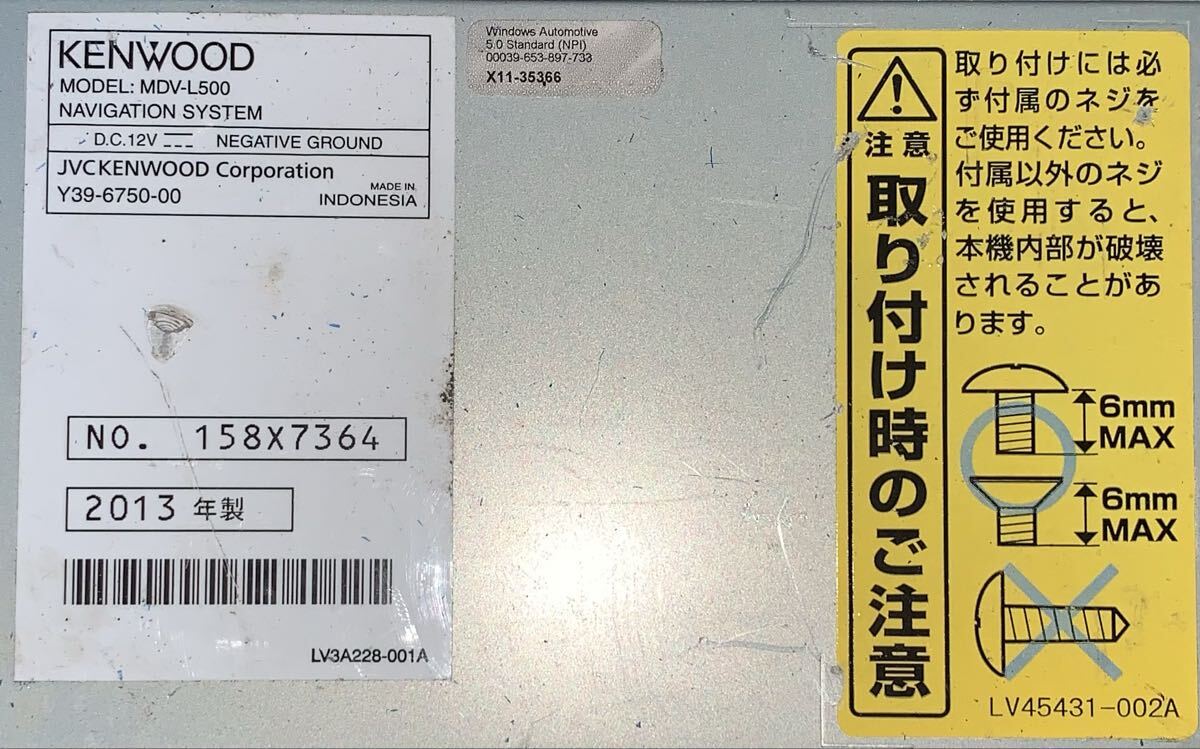 KENWOOD
MODEL: MDV-L500
NAVIGATION SYSTEM
D.C.12V NEGATIVE GROUND
JVCKENWOOD Corporation
Y39-6750-00
MADE IN
INDONESIA
NO. 158X7364
2013 年製
LV3A228-001A
Windows Automotive
5.0 Standard (NPI)
00039-653-897-733
X11-35366
注意
取り付け時のご注意
取り付けには必
ず付属のネジを
ご使用ください。
付属以外のネジ
を使用すると、
本機内部が破壊
されることがあ
ります。
6mm
MAX
6mm
MAX
LV45431-002A